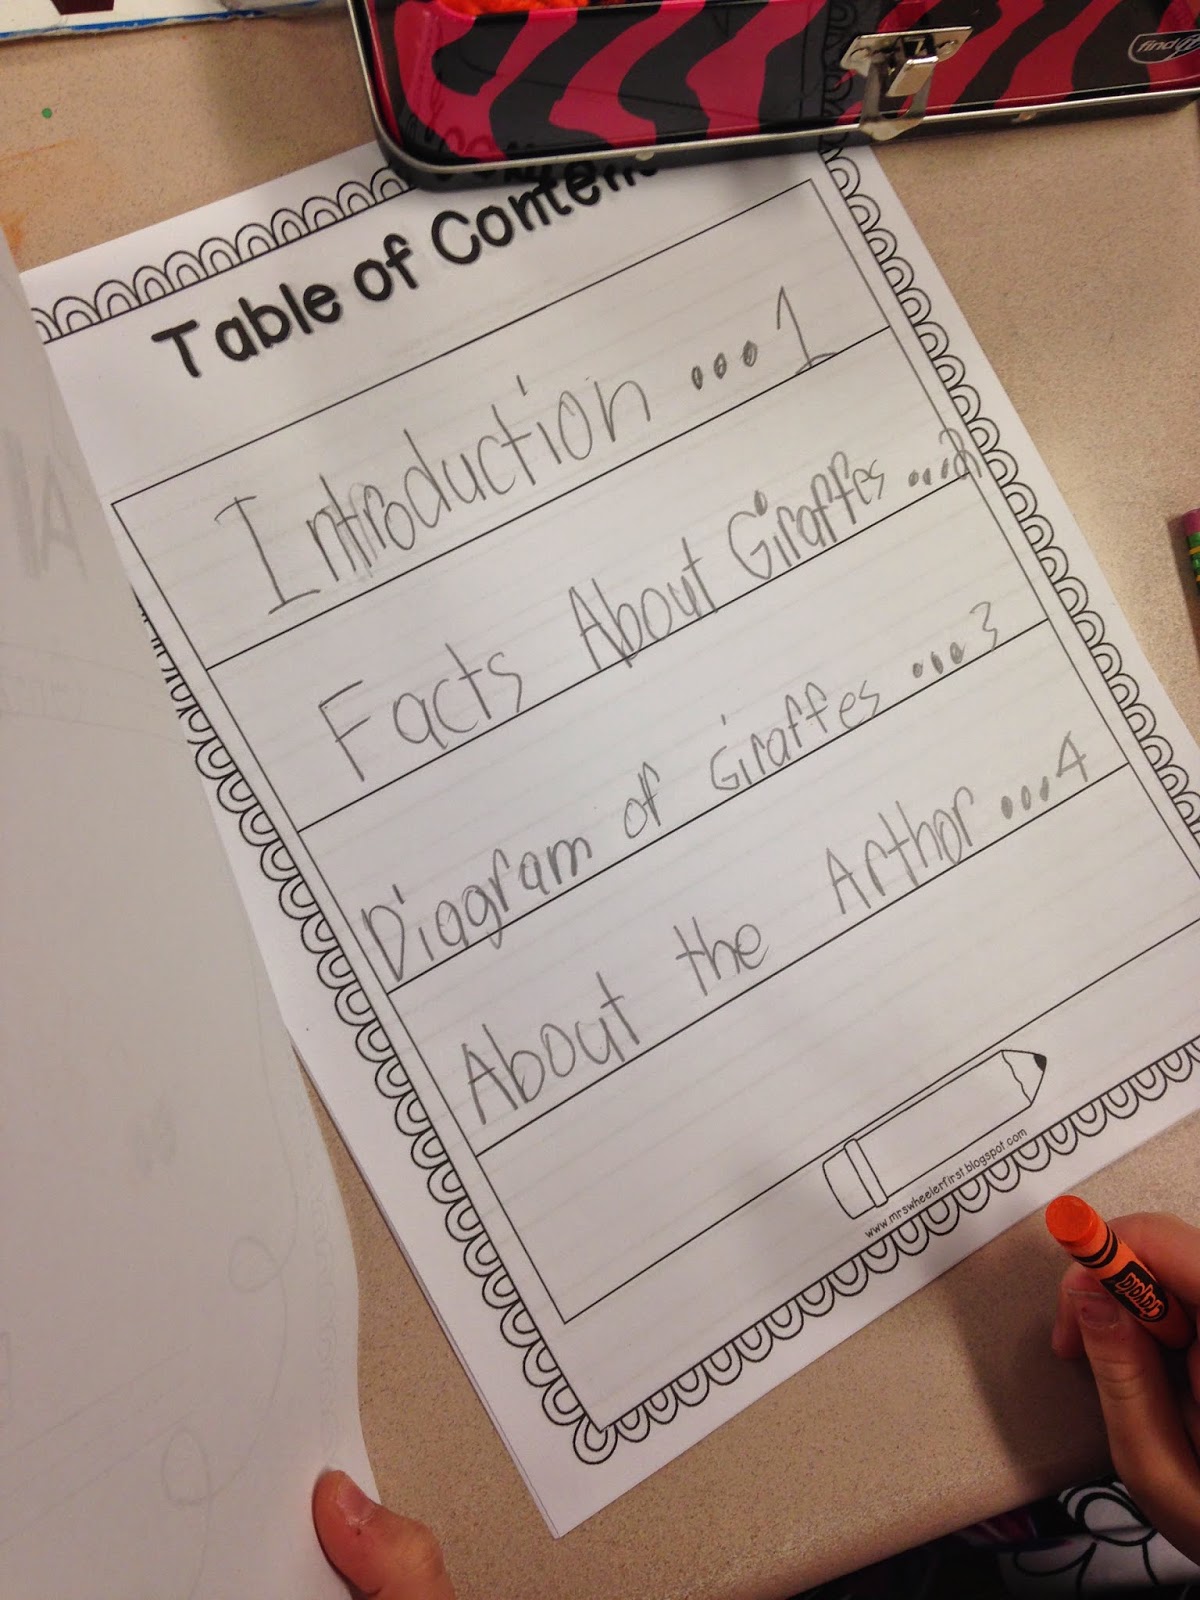 Table of Conten
Introduction ... 1
Facts About Giraffes ... 2
Diagram of Giraffes ... 3
About the Arthor ... 4
www.mrswheelerfirst.blogspot.com
Crayola